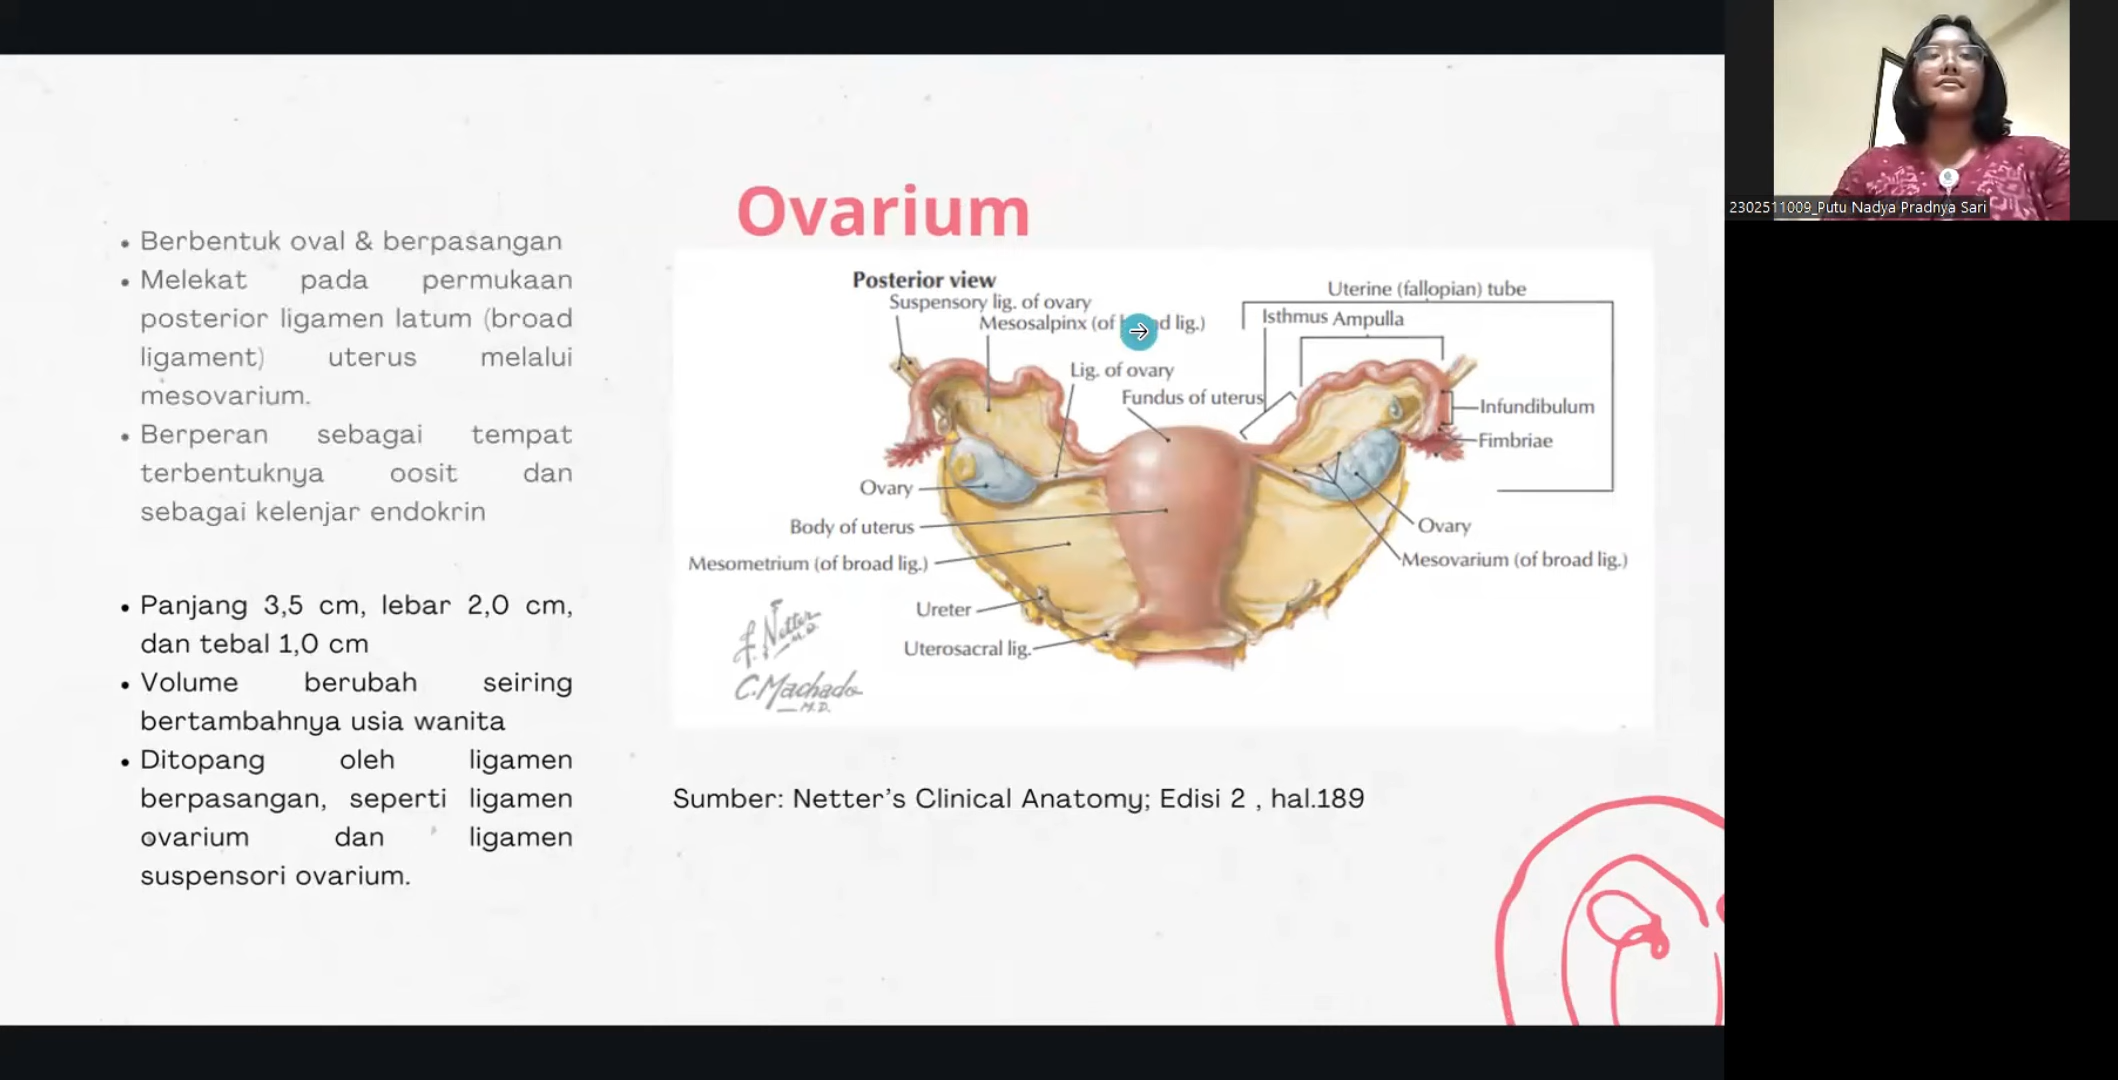 Ovarium
• Berbentuk oval & berpasangan
• Melekat pada permukaan
posterior ligamen latum (broad
ligament) uterus melalui
mesovarium.
• Berperan sebagai tempat
terbentuknya oosit dan
sebagai kelenjar endokrin
• Panjang 3,5 cm, lebar 2,0 cm,
dan tebal 1,0 cm
• Volume berubah seiring
bertambahnya usia wanita
• Ditopang oleh ligamen
berpasangan, seperti ligamen
ovarium dan ligamen
suspensori ovarium.
Posterior view
Suspensory lig. of ovary
Mesosalpinx (of lig.)
Lig. of ovary
Fundus of uterus
Uterine (fallopian) tube
Isthmus Ampulla
Infundibulum
Fimbriae
Ovary
Body of uterus
Mesometrium (of broad lig.)
Ureter
Uterosacral lig.
Ovary
Mesovarium (of broad lig.)
F. Netter
M.D.
C. Machado
M.D.
Sumber: Netter's Clinical Anatomy; Edisi 2 , hal.189
2302511009_Putu Nadya Pradnya Sari